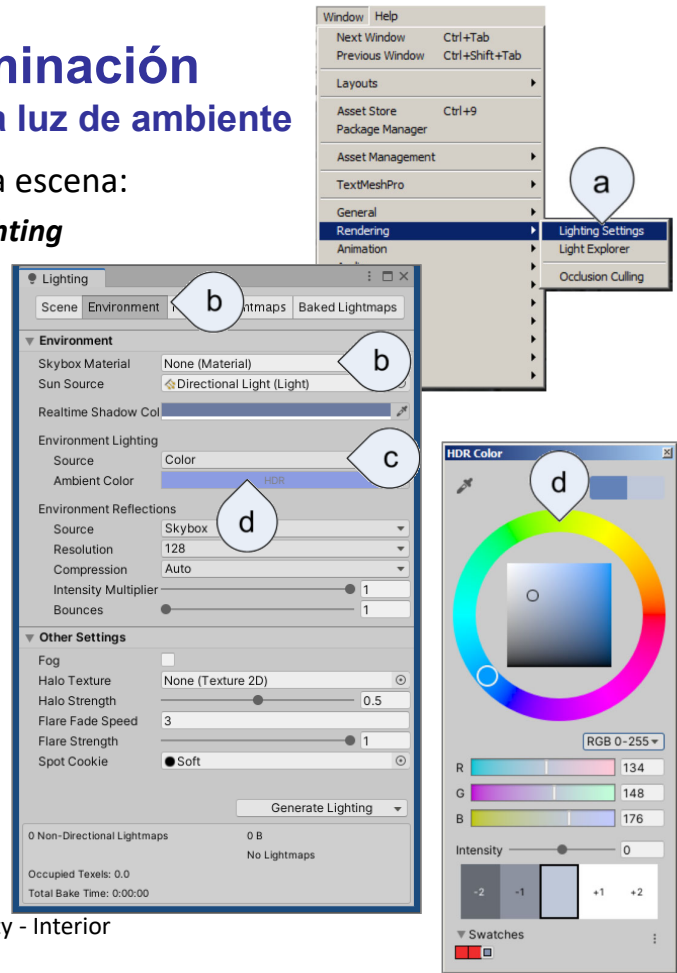 Window Help
Next Window Ctrl+Tab
Previous Window Ctrl+Shift+Tab
Layouts
Asset Store Ctrl+9
Package Manager
Asset Management
TextMeshPro
General
Rendering
Animation
a
Lighting Settings
Light Explorer
Occlusion Culling
minación
a luz de ambiente
a escena:
hting
Lighting
Scene Environment htmaps Baked Lightmaps
b
Environment
Skybox Material None (Material)
b
Sun Source Directional Light (Light)
Realtime Shadow Col
Environment Lighting
Source Color
c
Ambient Color HDR
d
Environment Reflections
Source Skybox
Resolution 128
Compression Auto
Intensity Multiplier 1
Bounces 1
Other Settings
Fog
Halo Texture None (Texture 2D)
Halo Strength 0.5
Flare Fade Speed 3
Flare Strength 1
Spot Cookie Soft
Generate Lighting
0 Non-Directional Lightmaps 0 B
No Lightmaps
Occupied Texels: 0.0
Total Bake Time: 0:00:00
HDR Color
d
RGB 0-255
R 134
G 148
B 176
Intensity 0
-2 -1 +1 +2
Swatches
y - Interior